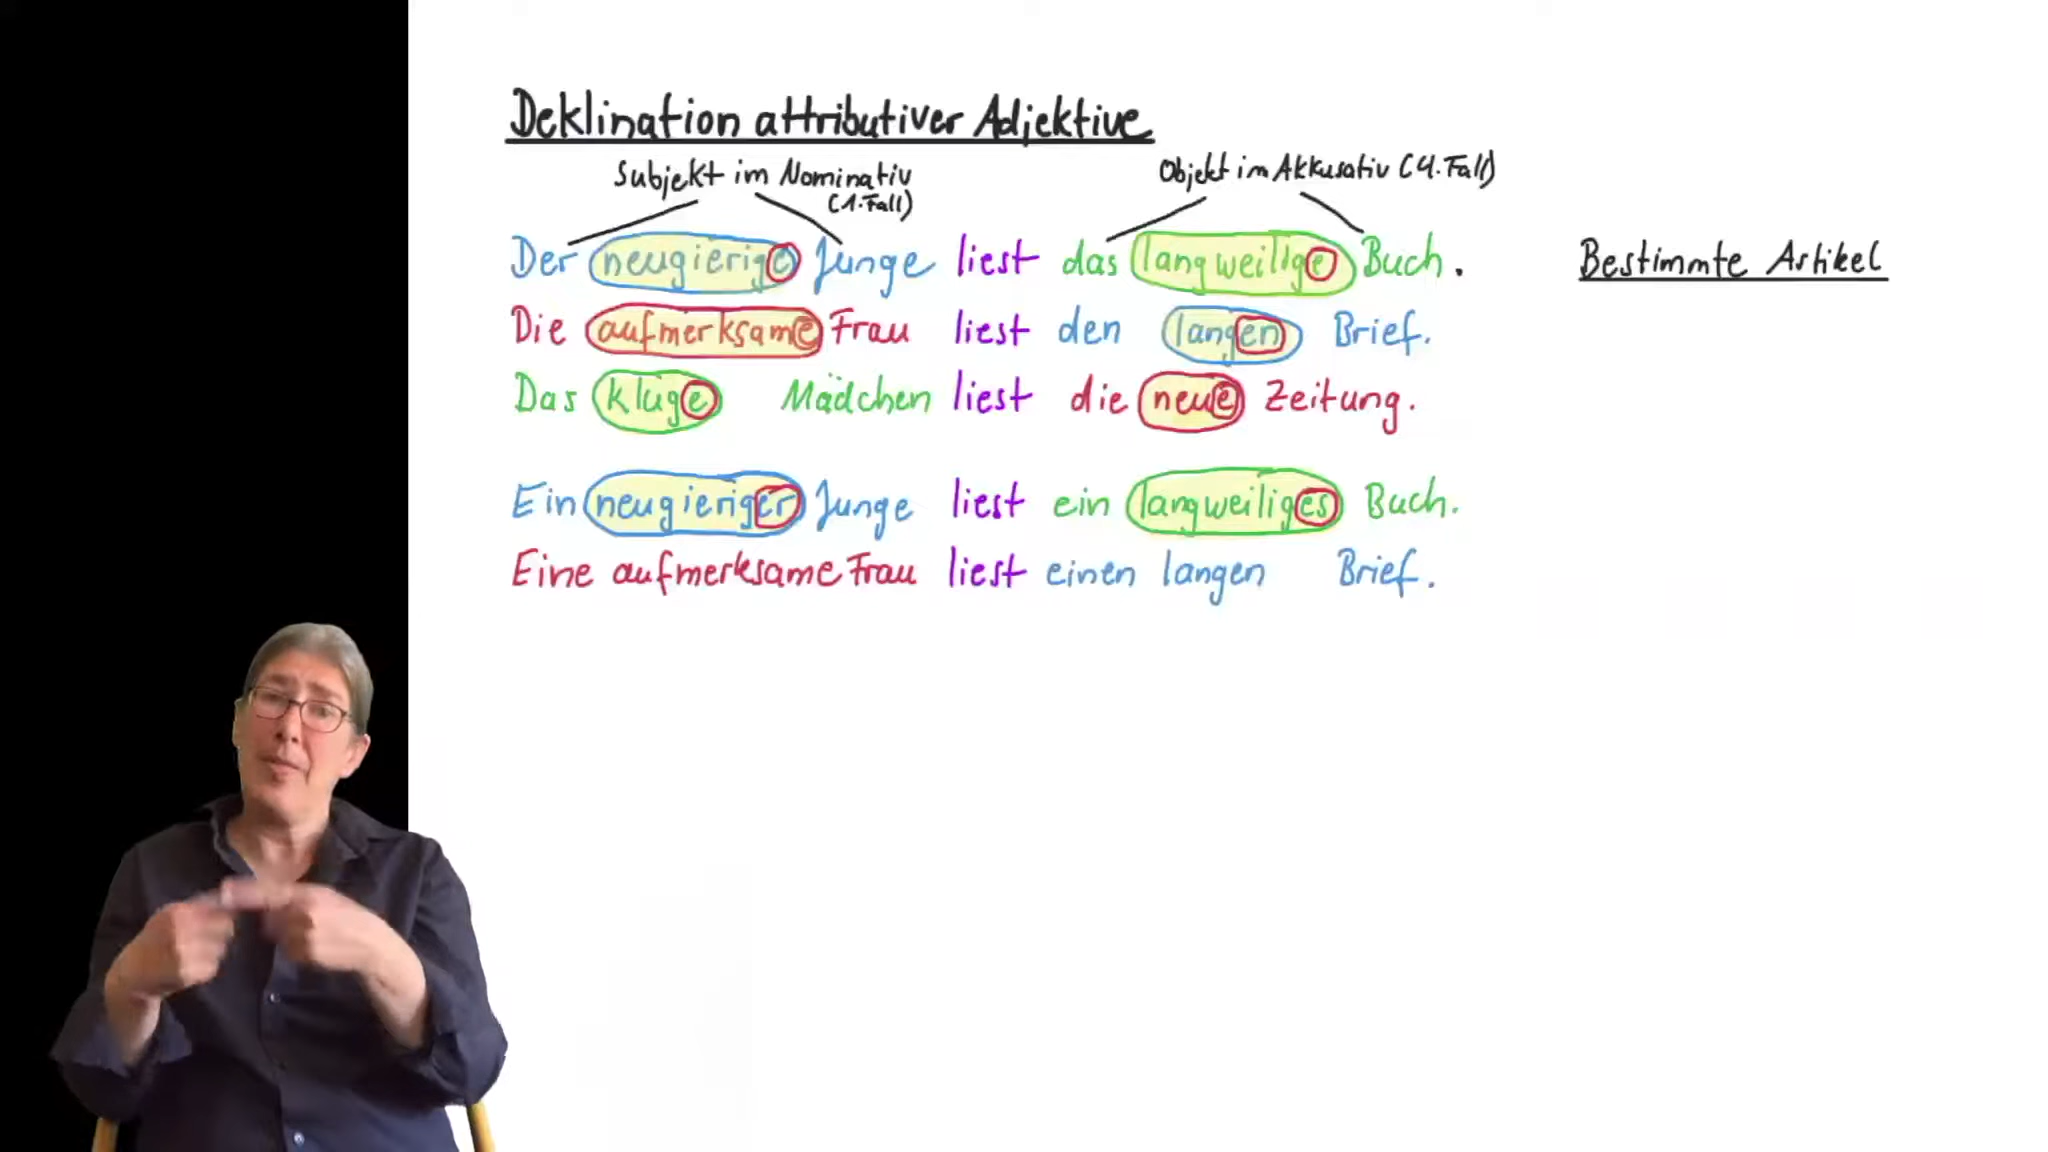 Deklination attributiver Adjektive
Subjekt im Nominativ
(1. Fall)
Objekt im Akkusativ (4. Fall)
Der neugierige Junge liest das langweilige Buch.
Bestimmte Artikel
Die aufmerksame Frau liest den langen Brief.
Das kluge Mädchen liest die neue Zeitung.
Ein neugieriger Junge liest ein langweiliges Buch.
Eine aufmerksame Frau liest einen langen Brief.